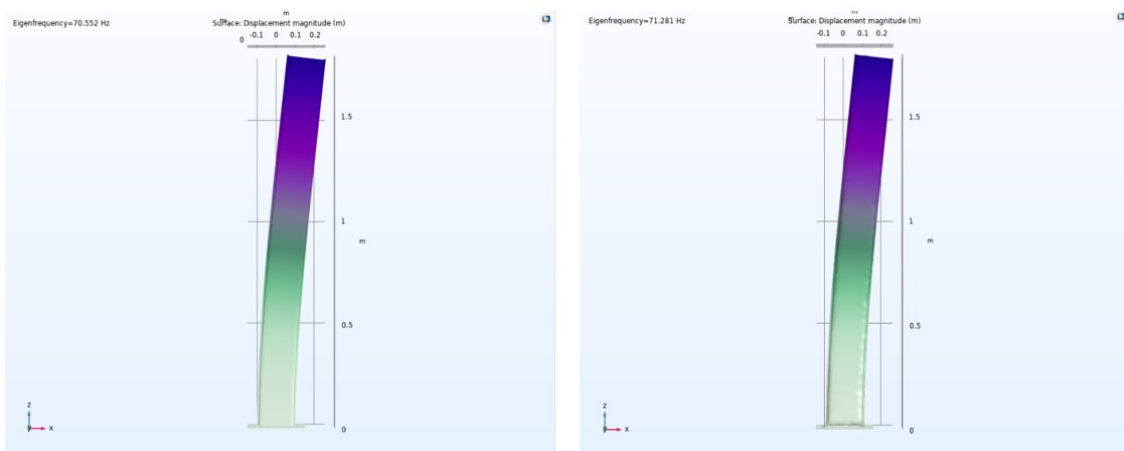 Eigenfrequency=70.552 Hz
m
Surface: Displacement magnitude (m)
0 -0.1 0 0.1 0.2
1.5
1
m
0.5
0
z
y x
Eigenfrequency=71.281 Hz
m
Surface: Displacement magnitude (m)
-0.1 0 0.1 0.2
1.5
1
m
0.5
0
z
y x